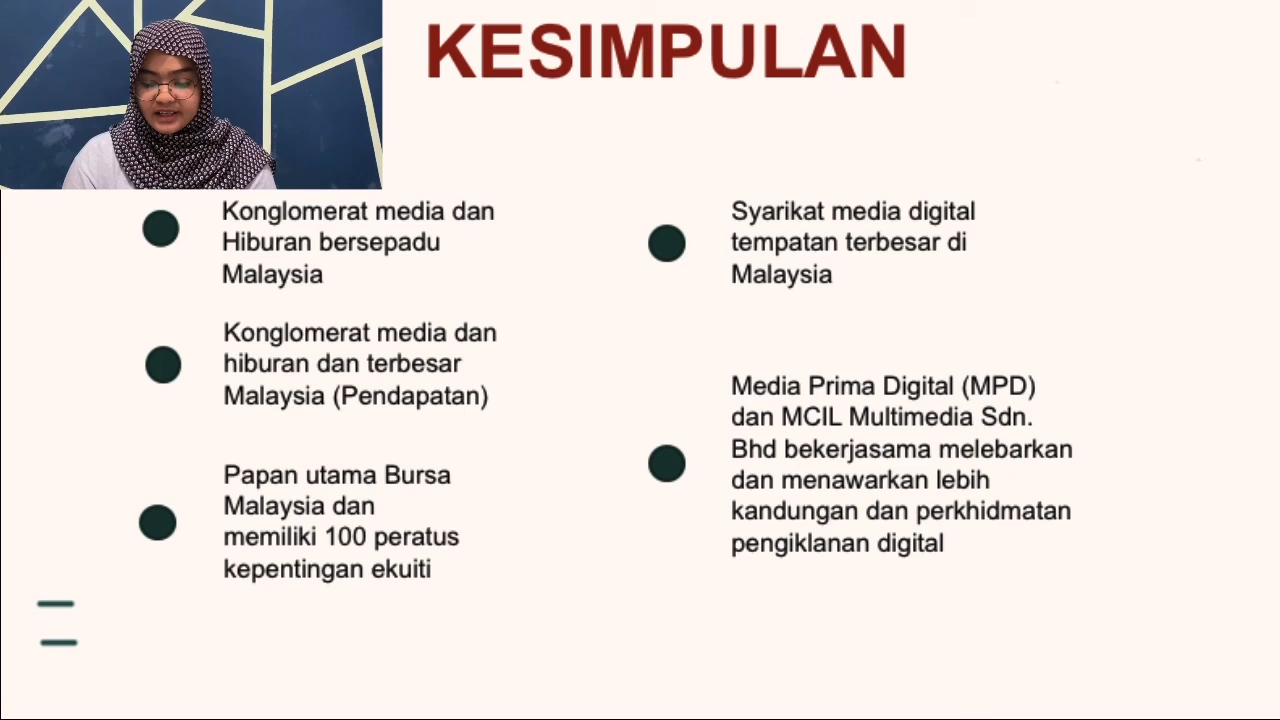 KESIMPULAN
Konglomerat media dan
Hiburan bersepadu
Malaysia
Konglomerat media dan
hiburan dan terbesar
Malaysia (Pendapatan)
Papan utama Bursa
Malaysia dan
memiliki 100 peratus
kepentingan ekuiti
Syarikat media digital
tempatan terbesar di
Malaysia
Media Prima Digital (MPD)
dan MCIL Multimedia Sdn.
Bhd bekerjasama melebarkan
dan menawarkan lebih
kandungan dan perkhidmatan
pengiklanan digital